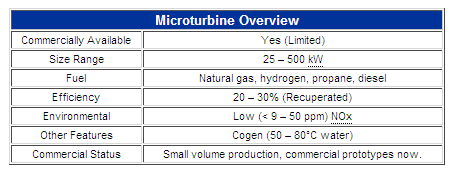 Microturbine Overview
Commercially Available Yes (Limited)
Size Range 25 – 500 kW
Fuel Natural gas, hydrogen, propane, diesel
Efficiency 20 – 30% (Recuperated)
Environmental Low (< 9 – 50 ppm) NOx
Other Features Cogen (50 – 80°C water)
Commercial Status Small volume production, commercial prototypes now.